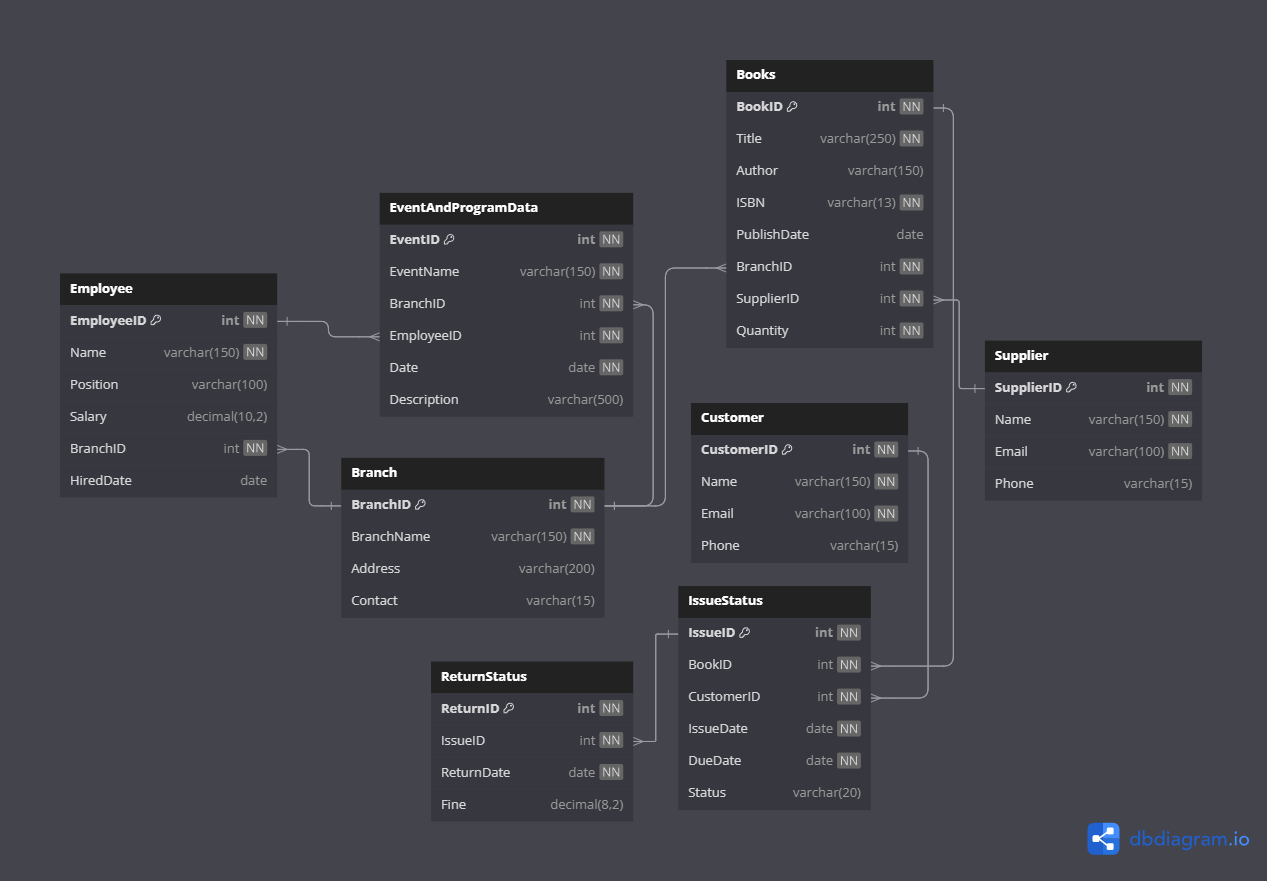 Books
BookID int NN
Title varchar(250) NN
Author varchar(150)
ISBN varchar(13) NN
PublishDate date
BranchID int NN
SupplierID int NN
Quantity int NN
EventAndProgramData
EventID int NN
EventName varchar(150) NN
BranchID int NN
EmployeeID int NN
Date date NN
Description varchar(500)
Employee
EmployeeID int NN
Name varchar(150) NN
Position varchar(100)
Salary decimal(10,2)
BranchID int NN
HiredDate date
Supplier
SupplierID int NN
Name varchar(150) NN
Email varchar(100) NN
Phone varchar(15)
Customer
CustomerID int NN
Name varchar(150) NN
Email varchar(100) NN
Phone varchar(15)
Branch
BranchID int NN
BranchName varchar(150) NN
Address varchar(200)
Contact varchar(15)
IssueStatus
IssueID int NN
BookID int NN
CustomerID int NN
IssueDate date NN
DueDate date NN
Status varchar(20)
ReturnStatus
ReturnID int NN
IssueID int NN
ReturnDate date NN
Fine decimal(8,2)
dbdiagram.io